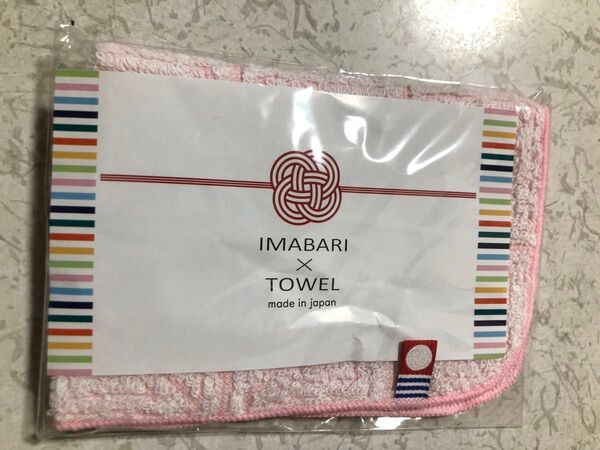 IMABARI
×
TOWEL
made in japan